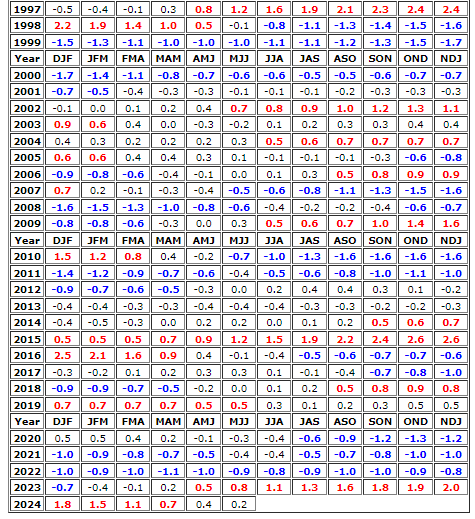 1997 -0.5 -0.4 -0.1 0.3 0.8 1.2 1.6 1.9 2.1 2.3 2.4 2.4
1998 2.2 1.9 1.4 1.0 0.5 -0.1 -0.8 -1.1 -1.3 -1.4 -1.5 -1.6
1999 -1.5 -1.3 -1.1 -1.0 -1.0 -1.0 -1.1 -1.1 -1.2 -1.3 -1.5 -1.7
Year DJF JFM FMA MAM AMJ MJJ JJA JAS ASO SON OND NDJ
2000 -1.7 -1.4 -1.1 -0.8 -0.7 -0.6 -0.6 -0.5 -0.5 -0.6 -0.7 -0.7
2001 -0.7 -0.5 -0.4 -0.3 -0.3 -0.1 -0.1 -0.1 -0.2 -0.3 -0.3 -0.3
2002 -0.1 0.0 0.1 0.2 0.4 0.7 0.8 0.9 1.0 1.2 1.3 1.1
2003 0.9 0.6 0.4 0.0 -0.3 -0.2 0.1 0.2 0.3 0.3 0.4 0.4
2004 0.4 0.3 0.2 0.2 0.2 0.3 0.5 0.6 0.7 0.7 0.7 0.7
2005 0.6 0.6 0.4 0.4 0.3 0.1 -0.1 -0.1 -0.1 -0.3 -0.6 -0.8
2006 -0.9 -0.8 -0.6 -0.4 -0.1 0.0 0.1 0.3 0.5 0.8 0.9 0.9
2007 0.7 0.2 -0.1 -0.3 -0.4 -0.5 -0.6 -0.8 -1.1 -1.3 -1.5 -1.6
2008 -1.6 -1.5 -1.3 -1.0 -0.8 -0.6 -0.4 -0.2 -0.2 -0.4 -0.6 -0.7
2009 -0.8 -0.8 -0.6 -0.3 0.0 0.3 0.5 0.6 0.7 1.0 1.4 1.6
Year DJF JFM FMA MAM AMJ MJJ JJA JAS ASO SON OND NDJ
2010 1.5 1.2 0.8 0.4 -0.2 -0.7 -1.0 -1.3 -1.6 -1.6 -1.6 -1.6
2011 -1.4 -1.2 -0.9 -0.7 -0.6 -0.4 -0.5 -0.6 -0.8 -1.0 -1.1 -1.0
2012 -0.9 -0.7 -0.6 -0.5 -0.3 0.0 0.2 0.4 0.4 0.3 0.1 -0.2
2013 -0.4 -0.4 -0.3 -0.3 -0.4 -0.4 -0.4 -0.3 -0.3 -0.2 -0.2 -0.3
2014 -0.4 -0.5 -0.3 0.0 0.2 0.2 0.0 0.1 0.2 0.5 0.6 0.7
2015 0.5 0.5 0.5 0.7 0.9 1.2 1.5 1.9 2.2 2.4 2.6 2.6
2016 2.5 2.1 1.6 0.9 0.4 -0.1 -0.4 -0.5 -0.6 -0.7 -0.7 -0.6
2017 -0.3 -0.2 0.1 0.2 0.3 0.3 0.1 -0.1 -0.4 -0.7 -0.8 -1.0
2018 -0.9 -0.9 -0.7 -0.5 -0.2 0.0 0.1 0.2 0.5 0.8 0.9 0.8
2019 0.7 0.7 0.7 0.7 0.5 0.5 0.3 0.1 0.2 0.3 0.5 0.5
Year DJF JFM FMA MAM AMJ MJJ JJA JAS ASO SON OND NDJ
2020 0.5 0.5 0.4 0.2 -0.1 -0.3 -0.4 -0.6 -0.9 -1.2 -1.3 -1.2
2021 -1.0 -0.9 -0.8 -0.7 -0.5 -0.4 -0.4 -0.5 -0.7 -0.8 -1.0 -1.0
2022 -1.0 -0.9 -1.0 -1.1 -1.0 -0.9 -0.8 -0.9 -1.0 -1.0 -0.9 -0.8
2023 -0.7 -0.4 -0.1 0.2 0.5 0.8 1.1 1.3 1.6 1.8 1.9 2.0
2024 1.8 1.5 1.1 0.7 0.4 0.2